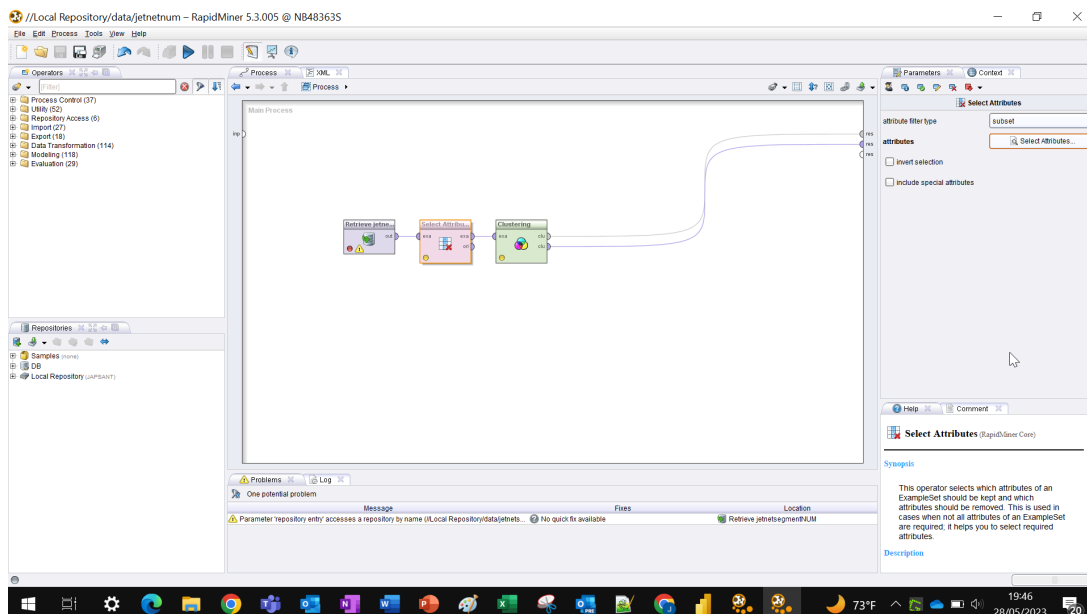 //Local Repository/data/jetnetnum – RapidMiner 5.3.005 @ NB48363S
File Edit Process Tools View Help
Operators
[Filter]
Process Control (37)
Utility (52)
Repository Access (6)
Import (27)
Export (18)
Data Transformation (114)
Modeling (118)
Evaluation (29)
Repositories
Samples (none)
DB
Local Repository (JAPSANT)
Process
XML
Process
Main Process
inp
res
res
res
Retrieve jetne...
out
Select Attribu...
exa
exa
ori
Clustering
exa
clu
clu
Problems
Log
One potential problem
Message Fixes Location
Parameter 'repository entry' accesses a repository by name (//Local Repository/data/jetnets... No quick fix available Retrieve jetnetsegmentNUM
Parameters
Context
Select Attributes
attribute filter type subset
attributes Select Attributes...
invert selection
include special attributes
Help
Comment
Select Attributes (RapidMiner Core)
Synopsis
This operator selects which attributes of an
ExampleSet should be kept and which
attributes should be removed. This is used in
cases when not all attributes of an ExampleSet
are required; it helps you to select required
attributes.
Description
73°F
19:46
28/05/2023
20